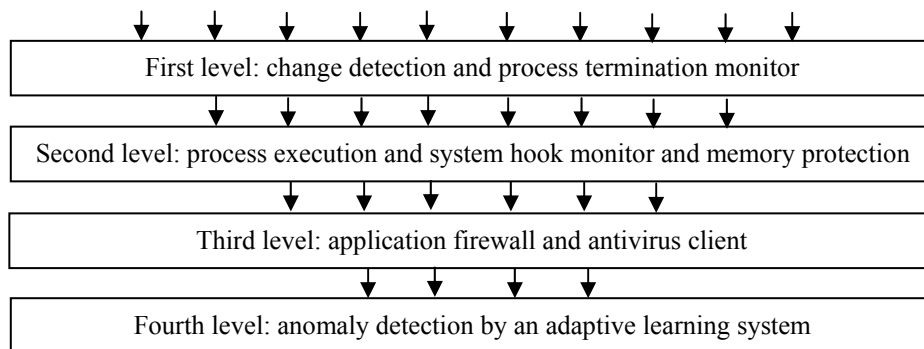 First level: change detection and process termination monitor
Second level: process execution and system hook monitor and memory protection
Third level: application firewall and antivirus client
Fourth level: anomaly detection by an adaptive learning system